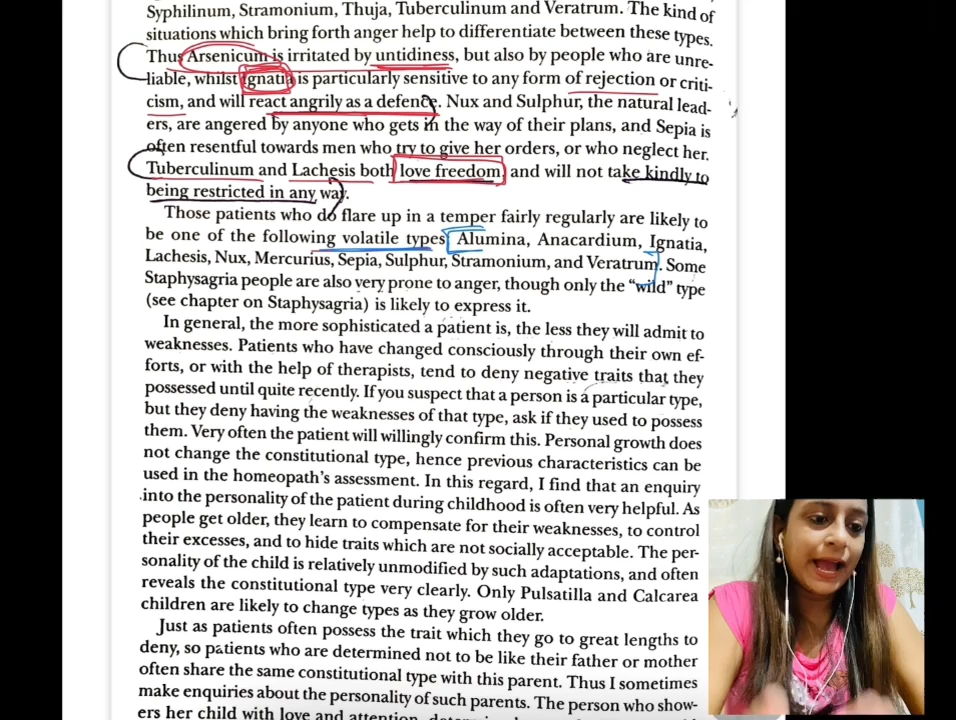 Syphilinum, Stramonium, Thuja, Tuberculinum and Veratrum. The kind of
situations which bring forth anger help to differentiate between these types.
Thus Arsenicum is irritated by untidiness, but also by people who are unre-
liable, whilst Ignatia is particularly sensitive to any form of rejection or criti-
cism, and will react angrily as a defence. Nux and Sulphur, the natural lead-
ers, are angered by anyone who gets in the way of their plans, and Sepia is
often resentful towards men who try to give her orders, or who neglect her.
Tuberculinum and Lachesis both love freedom, and will not take kindly to
being restricted in any way.
Those patients who do flare up in a temper fairly regularly are likely to
be one of the following volatile types: Alumina, Anacardium, Ignatia,
Lachesis, Nux, Mercurius, Sepia, Sulphur, Stramonium, and Veratrum. Some
Staphysagria people are also very prone to anger, though only the “wild” type
(see chapter on Staphysagria) is likely to express it.
In general, the more sophisticated a patient is, the less they will admit to
weaknesses. Patients who have changed consciously through their own ef-
forts, or with the help of therapists, tend to deny negative traits that they
possessed until quite recently. If you suspect that a person is a particular type,
but they deny having the weaknesses of that type, ask if they used to possess
them. Very often the patient will willingly confirm this. Personal growth does
not change the constitutional type, hence previous characteristics can be
used in the homeopath's assessment. In this regard, I find that an enquiry
into the personality of the patient during childhood is often very helpful. As
people get older, they learn to compensate for their weaknesses, to control
their excesses, and to hide traits which are not socially acceptable. The per-
sonality of the child is relatively unmodified by such adaptations, and often
reveals the constitutional type very clearly. Only Pulsatilla and Calcarea
children are likely to change types as they grow older.
Just as patients often possess the trait which they go to great lengths to
deny, so patients who are determined not to be like their father or mother
often share the same constitutional type with this parent. Thus I sometimes
make enquiries about the personality of such parents. The person who show-
ers her child with love and attention,